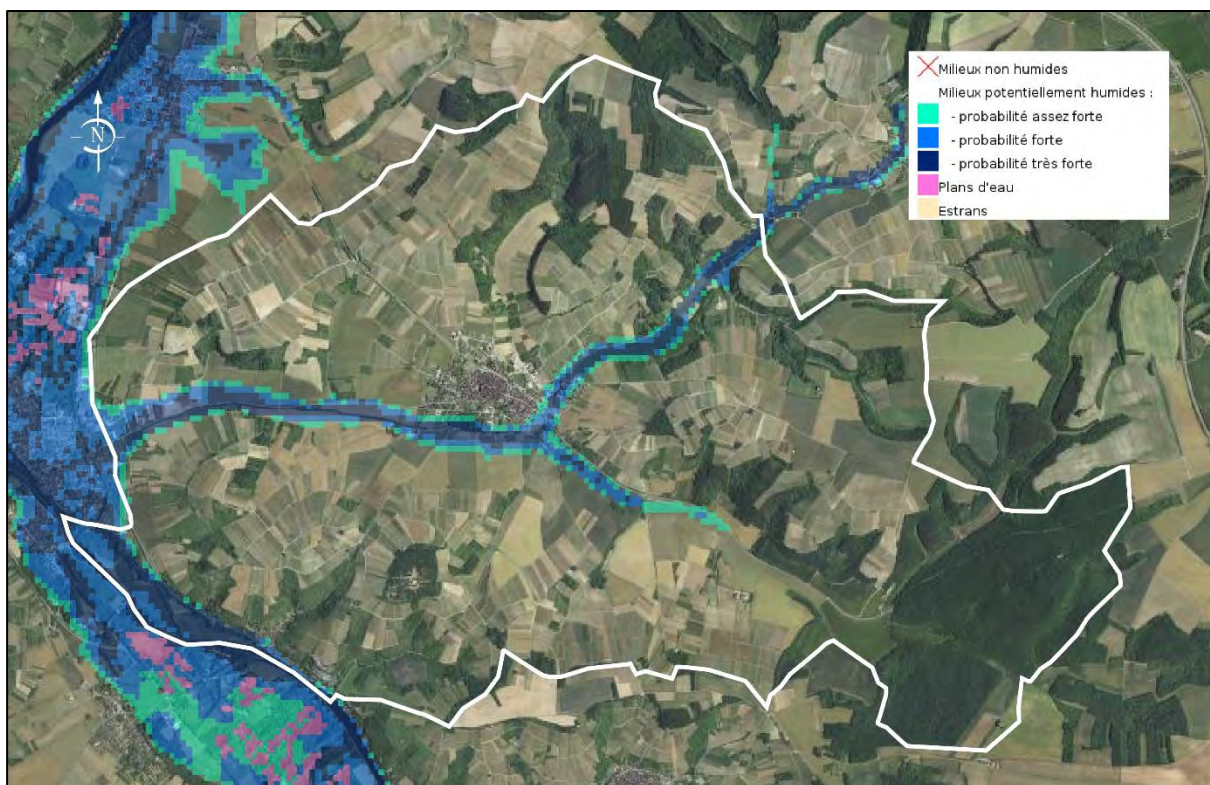 N
Milieux non humides
Milieux potentiellement humides :
- probabilité assez forte
- probabilité forte
- probabilité très forte
Plans d'eau
Estrans